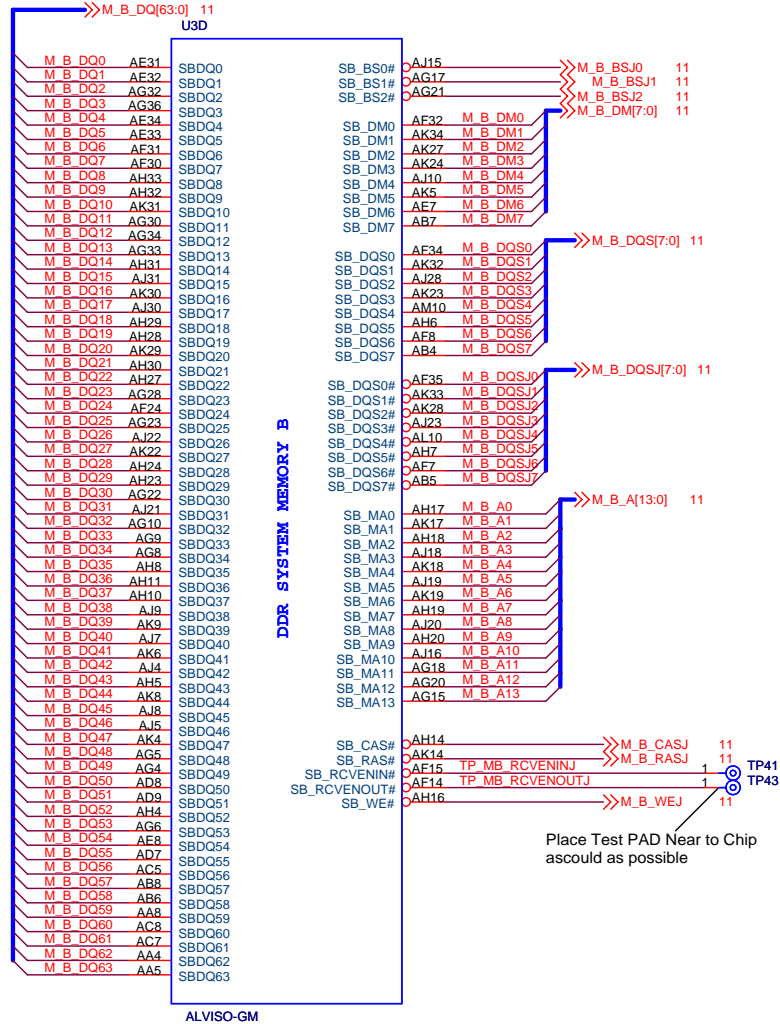 M_B_DQ[63:0] 11
U3D
M_B_DQ0 AE31 SBDQ0
M_B_DQ1 AE32 SBDQ1
M_B_DQ2 AG32 SBDQ2
M_B_DQ3 AG36 SBDQ3
M_B_DQ4 AE34 SBDQ4
M_B_DQ5 AE33 SBDQ5
M_B_DQ6 AF31 SBDQ6
M_B_DQ7 AF30 SBDQ7
M_B_DQ8 AH33 SBDQ8
M_B_DQ9 AH32 SBDQ9
M_B_DQ10 AK31 SBDQ10
M_B_DQ11 AG30 SBDQ11
M_B_DQ12 AG34 SBDQ12
M_B_DQ13 AG33 SBDQ13
M_B_DQ14 AH31 SBDQ14
M_B_DQ15 AJ31 SBDQ15
M_B_DQ16 AK30 SBDQ16
M_B_DQ17 AJ30 SBDQ17
M_B_DQ18 AH29 SBDQ18
M_B_DQ19 AH28 SBDQ19
M_B_DQ20 AK29 SBDQ20
M_B_DQ21 AH30 SBDQ21
M_B_DQ22 AH27 SBDQ22
M_B_DQ23 AG28 SBDQ23
M_B_DQ24 AF24 SBDQ24
M_B_DQ25 AG23 SBDQ25
M_B_DQ26 AJ22 SBDQ26
M_B_DQ27 AK22 SBDQ27
M_B_DQ28 AH24 SBDQ28
M_B_DQ29 AH23 SBDQ29
M_B_DQ30 AG22 SBDQ30
M_B_DQ31 AJ21 SBDQ31
M_B_DQ32 AG10 SBDQ32
M_B_DQ33 AG9 SBDQ33
M_B_DQ34 AG8 SBDQ34
M_B_DQ35 AH8 SBDQ35
M_B_DQ36 AH11 SBDQ36
M_B_DQ37 AH10 SBDQ37
M_B_DQ38 AJ9 SBDQ38
M_B_DQ39 AK9 SBDQ39
M_B_DQ40 AJ7 SBDQ40
M_B_DQ41 AK6 SBDQ41
M_B_DQ42 AJ4 SBDQ42
M_B_DQ43 AH5 SBDQ43
M_B_DQ44 AK8 SBDQ44
M_B_DQ45 AJ8 SBDQ45
M_B_DQ46 AJ5 SBDQ46
M_B_DQ47 AK4 SBDQ47
M_B_DQ48 AG5 SBDQ48
M_B_DQ49 AG4 SBDQ49
M_B_DQ50 AD8 SBDQ50
M_B_DQ51 AD9 SBDQ51
M_B_DQ52 AH4 SBDQ52
M_B_DQ53 AG6 SBDQ53
M_B_DQ54 AE8 SBDQ54
M_B_DQ55 AD7 SBDQ55
M_B_DQ56 AC5 SBDQ56
M_B_DQ57 AB8 SBDQ57
M_B_DQ58 AB6 SBDQ58
M_B_DQ59 AA8 SBDQ59
M_B_DQ60 AC8 SBDQ60
M_B_DQ61 AC7 SBDQ61
M_B_DQ62 AA4 SBDQ62
M_B_DQ63 AA5 SBDQ63
DDR SYSTEM MEMORY B
SB_BS0# AJ15 M_B_BSJ0 11
SB_BS1# AG17 M_B_BSJ1 11
SB_BS2# AG21 M_B_BSJ2 11
M_B_DM[7:0] 11
SB_DM0 AF32 M_B_DM0
SB_DM1 AK34 M_B_DM1
SB_DM2 AK27 M_B_DM2
SB_DM3 AK24 M_B_DM3
SB_DM4 AJ10 M_B_DM4
SB_DM5 AK5 M_B_DM5
SB_DM6 AE7 M_B_DM6
SB_DM7 AB7 M_B_DM7
M_B_DQS[7:0] 11
SB_DQS0 AF34 M_B_DQS0
SB_DQS1 AK32 M_B_DQS1
SB_DQS2 AJ28 M_B_DQS2
SB_DQS3 AK23 M_B_DQS3
SB_DQS4 AM10 M_B_DQS4
SB_DQS5 AH6 M_B_DQS5
SB_DQS6 AF8 M_B_DQS6
SB_DQS7 AB4 M_B_DQS7
M_B_DQSJ[7:0] 11
SB_DQS0# AF35 M_B_DQSJ0
SB_DQS1# AK33 M_B_DQSJ1
SB_DQS2# AK28 M_B_DQSJ2
SB_DQS3# AJ23 M_B_DQSJ3
SB_DQS4# AL10 M_B_DQSJ4
SB_DQS5# AH7 M_B_DQSJ5
SB_DQS6# AF7 M_B_DQSJ6
SB_DQS7# AB5 M_B_DQSJ7
M_B_A[13:0] 11
SB_MA0 AH17 M_B_A0
SB_MA1 AK17 M_B_A1
SB_MA2 AH18 M_B_A2
SB_MA3 AJ18 M_B_A3
SB_MA4 AK18 M_B_A4
SB_MA5 AJ19 M_B_A5
SB_MA6 AK19 M_B_A6
SB_MA7 AH19 M_B_A7
SB_MA8 AJ20 M_B_A8
SB_MA9 AH20 M_B_A9
SB_MA10 AJ16 M_B_A10
SB_MA11 AG18 M_B_A11
SB_MA12 AG20 M_B_A12
SB_MA13 AG15 M_B_A13
SB_CAS# AH14 M_B_CASJ 11
SB_RAS# AK14 M_B_RASJ 11
SB_RCVENIN# AF15 TP_MB_RCVENINJ 1 TP41
SB_RCVENOUT# AF14 TP_MB_RCVENOUTJ 1 TP43
SB_WE# AH16 M_B_WEJ 11
Place Test PAD Near to Chip
ascould as possible
ALVISO-GM